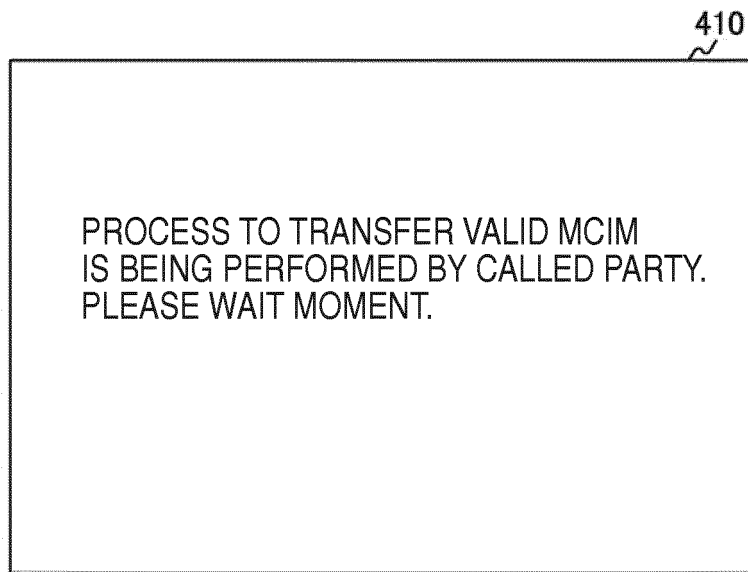 410
PROCESS TO TRANSFER VALID MCIM
IS BEING PERFORMED BY CALLED PARTY.
PLEASE WAIT MOMENT.